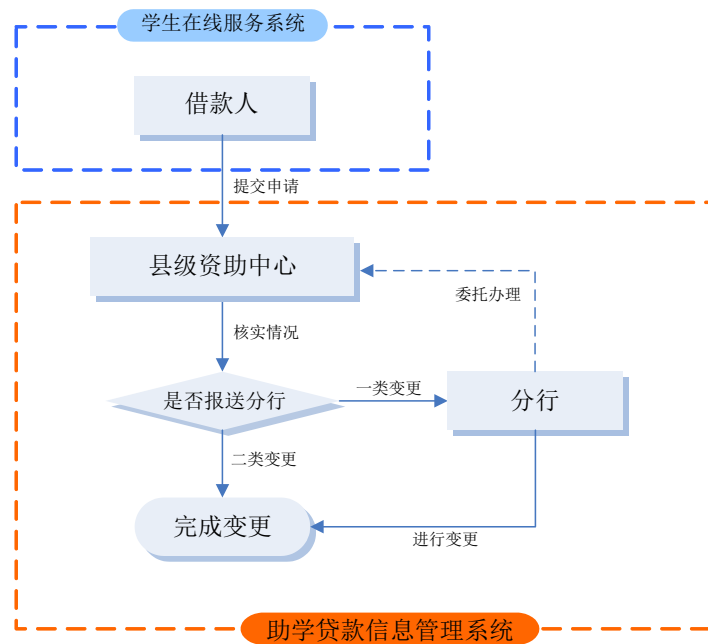 学生在线服务系统
借款人
提交申请
县级资助中心
委托办理
核实情况
是否报送分行
一类变更
分行
二类变更
完成变更
进行变更
助学贷款信息管理系统